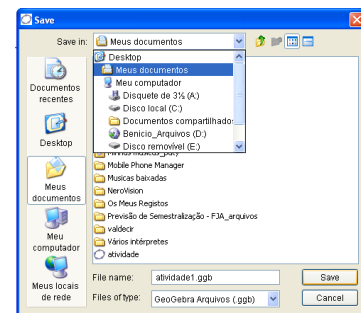 Save
Save in:
Meus documentos
Desktop
Meus documentos
Meu computador
Disquete de 3½ (A:)
Disco local (C:)
Documentos compartilhados
Benicio_Arquivos (D:)
Disco removível (E:)
Mobile Phone Manager
Musicas baixadas
NeroVision
Os Meus Registos
Previsão de Semestralização - FJA_arquivos
valdecir
Vários intérpretes
atividade
Documentos
recentes
Desktop
Meus
documentos
Meu
computador
Meus locais
de rede
File name:
atividade1.ggb
Save
Files of type:
GeoGebra Arquivos (.ggb)
Cancel